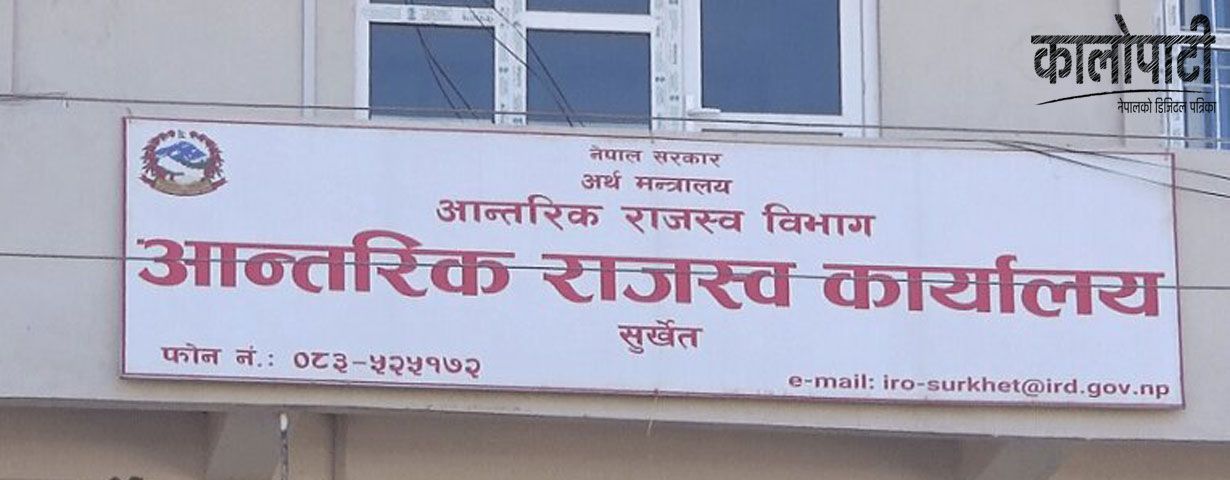 कालोपाटी
नेपालको डिजिटल पत्रिका
नेपाल सरकार
अर्थ मन्त्रालय
आन्तरिक राजस्व विभाग
आन्तरिक राजस्व कार्यालय
सुर्खेत
फोन नं.: ०८३-५२५१७२
e-mail: iro-surkhet@ird.gov.np